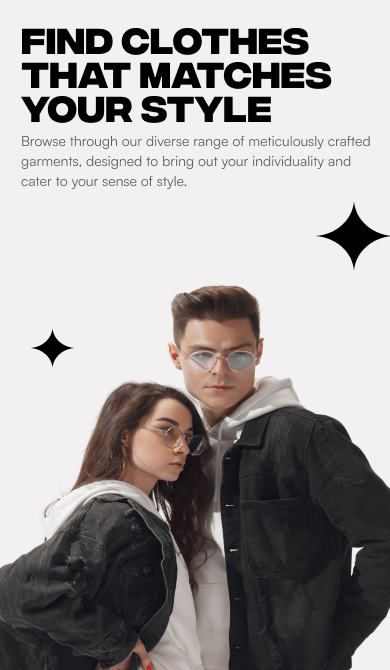 FIND CLOTHES
THAT MATCHES
YOUR STYLE
Browse through our diverse range of meticulously crafted
garments, designed to bring out your individuality and
cater to your sense of style.